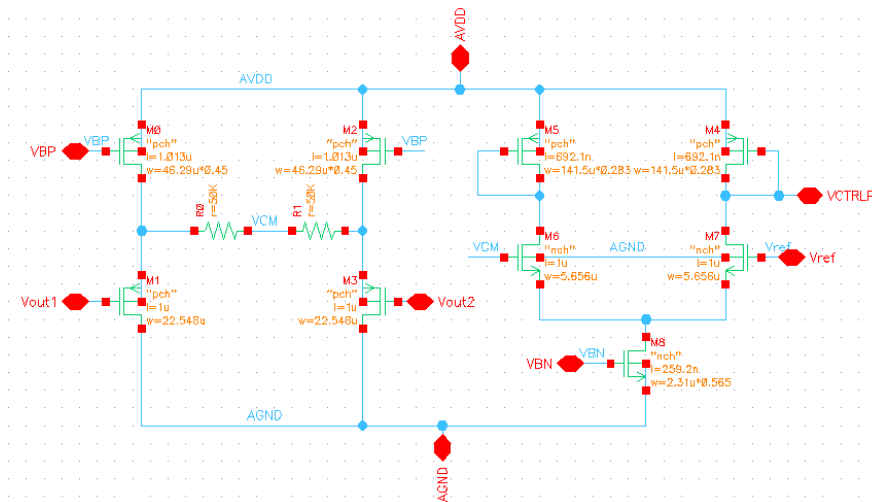 AVDD
AVDD
M0
"pch"
l=1.013u
w=46.29u*0.45
VBP
VBP
M2
"pch"
l=1.013u
w=46.29u*0.45
VBP
M5
"pch"
l=692.1n
w=141.5u*0.283
M4
"pch"
l=692.1n
w=141.5u*0.283
VCTRLP
R0
r=50K
VCM
R1
r=50K
VCM
M6
"nch"
l=1u
w=5.656u
AGND
M7
"nch"
l=1u
w=5.656u
Vref
Vref
Vout1
M1
"pch"
l=1u
w=22.548u
M3
"pch"
l=1u
w=22.548u
Vout2
VBN
VBN
M8
"nch"
l=259.2n
w=2.31u*0.565
AGND
AGND